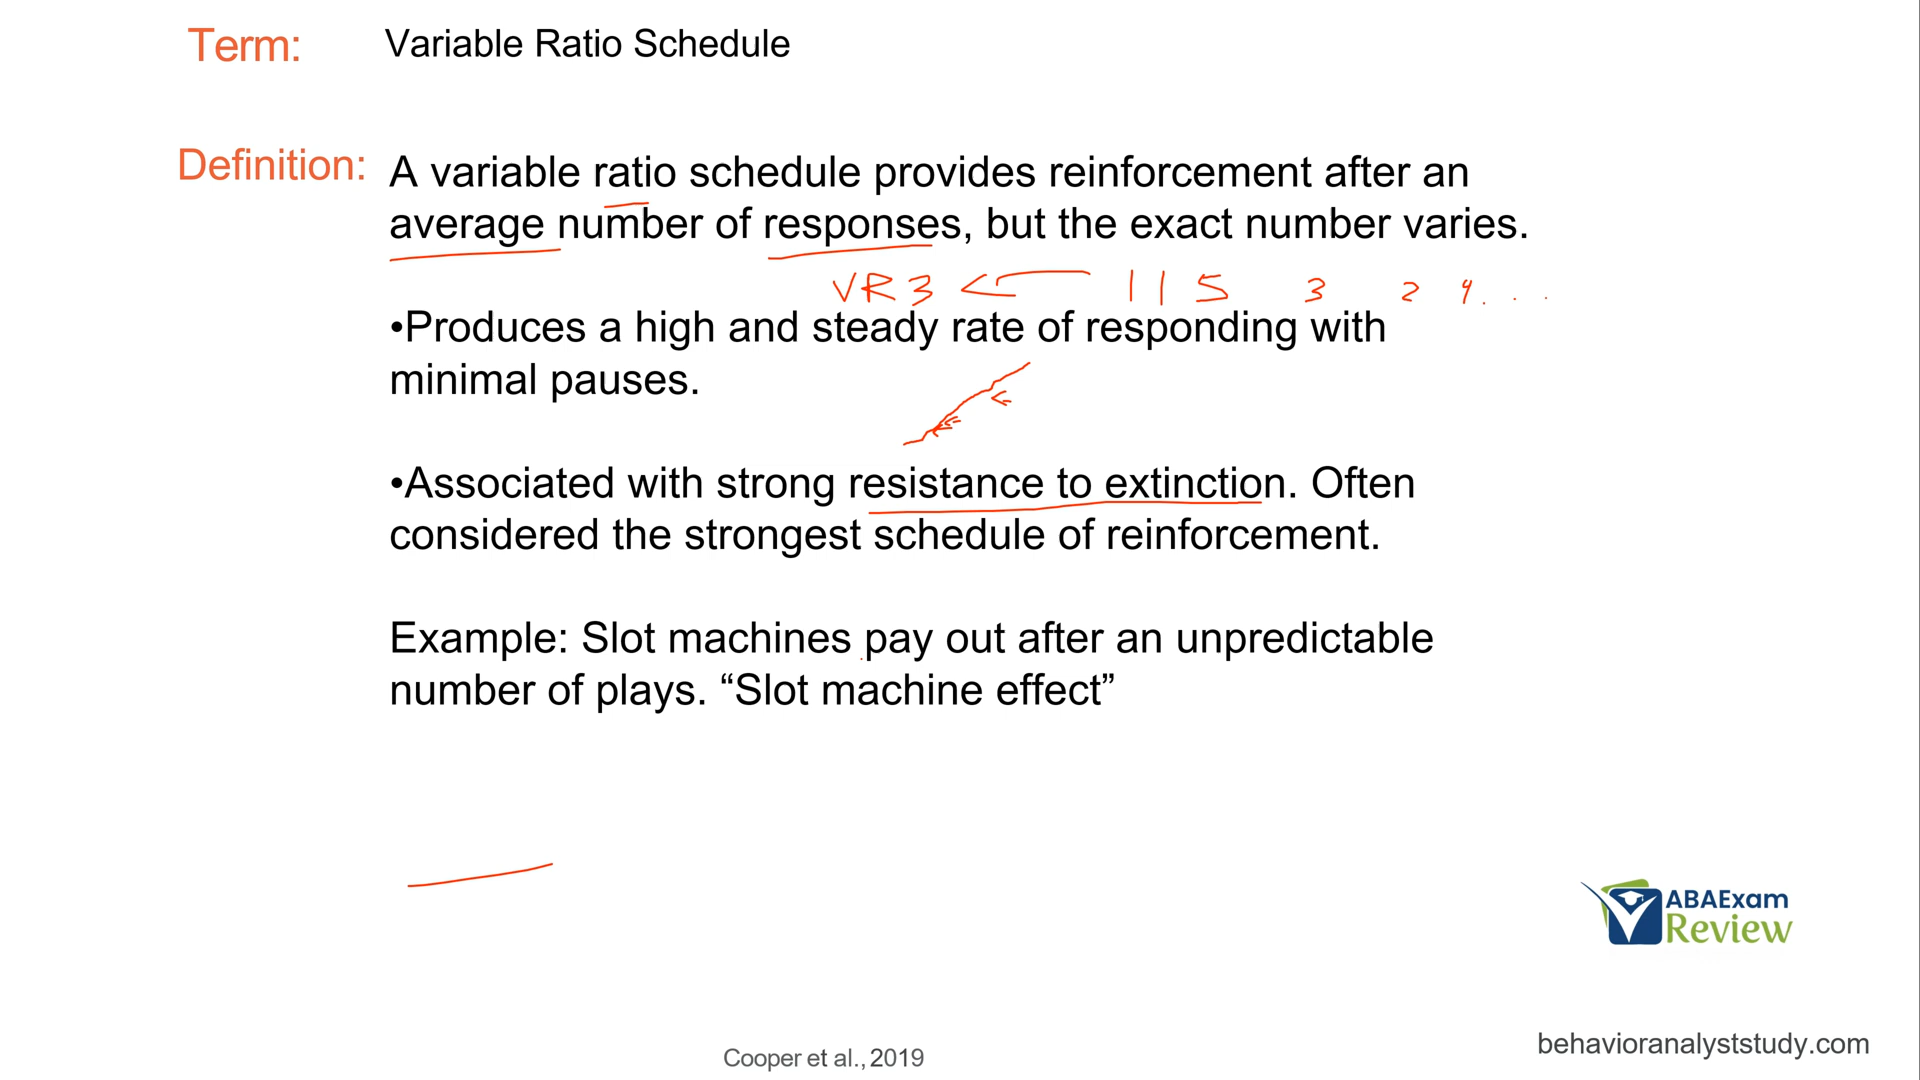 Term: Variable Ratio Schedule
Definition: A variable ratio schedule provides reinforcement after an
average number of responses, but the exact number varies.
VR3 1 1 5 3 2 4. . .
•Produces a high and steady rate of responding with
minimal pauses.
•Associated with strong resistance to extinction. Often
considered the strongest schedule of reinforcement.
Example: Slot machines pay out after an unpredictable
number of plays. “Slot machine effect”
ABAExam
Review
behavioranalyststudy.com
Cooper et al., 2019